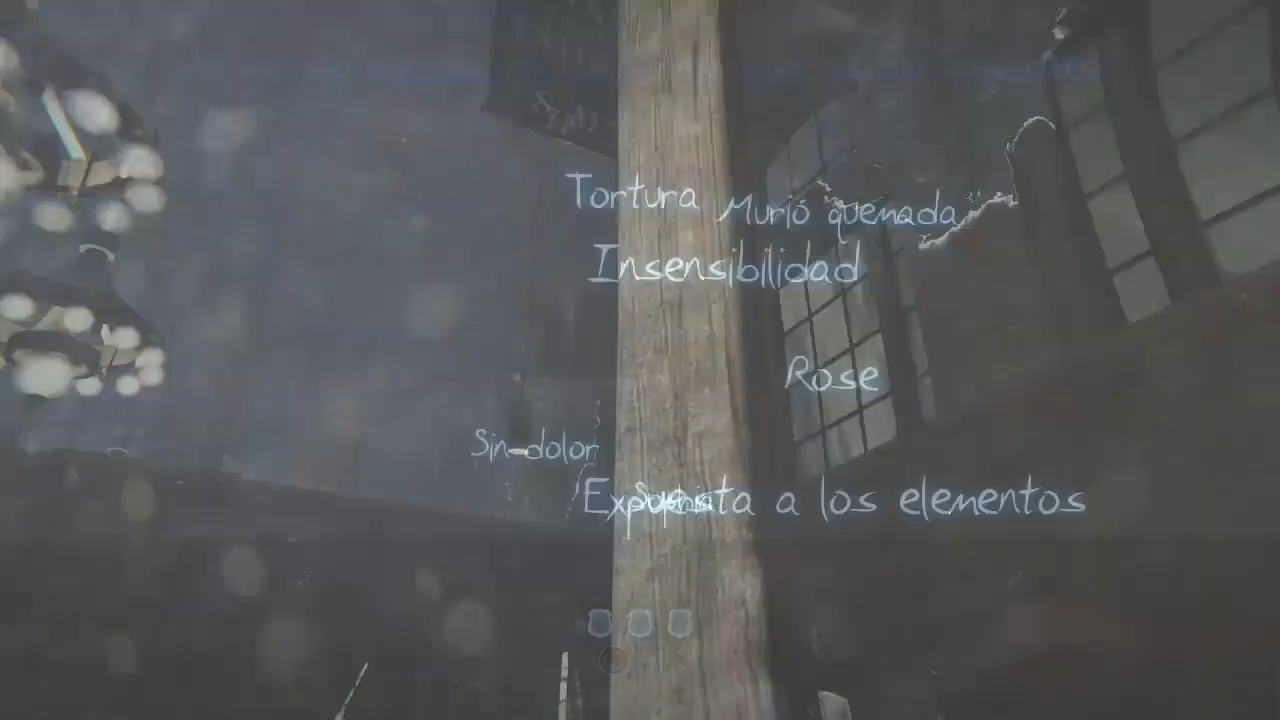 Tortura
Murió quemada
Insensibilidad
Rose
Sin dolor
Expuesta a los elementos